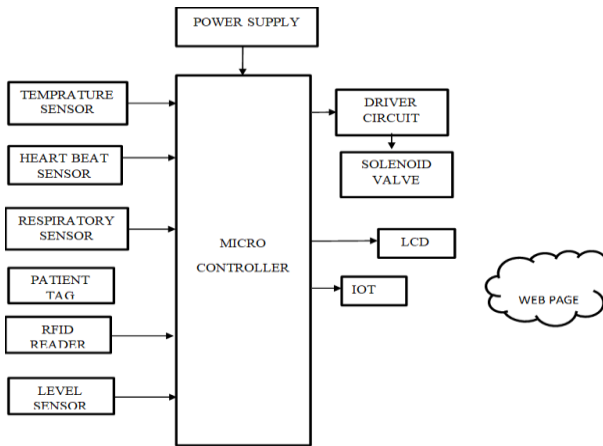 POWER SUPPLY
TEMPRATURE
SENSOR
HEART BEAT
SENSOR
RESPIRATORY
SENSOR
PATIENT
TAG
RFID
READER
LEVEL
SENSOR
MICRO
CONTROLLER
DRIVER
CIRCUIT
SOLENOID
VALVE
LCD
IOT
WEB PAGE